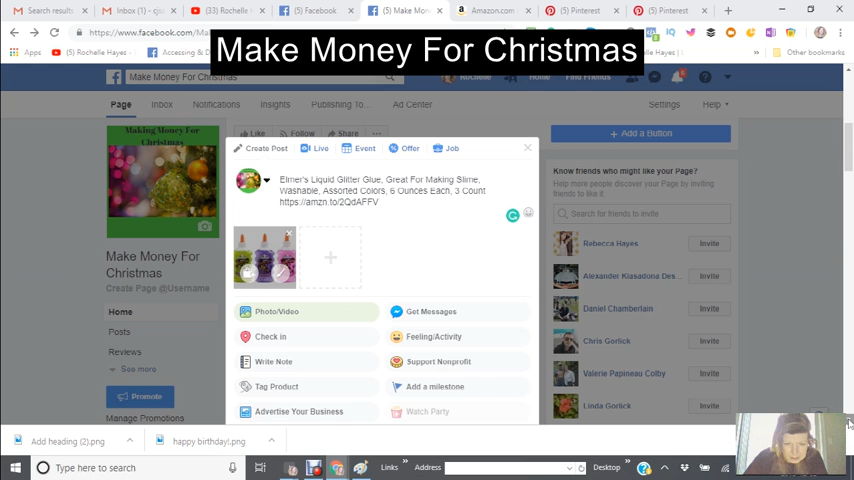 Search results
Inbox (1) - cjs
(33) Rochelle H
(5) Facebook
(5) Make Mone
Amazon.com
(5) Pinterest
(5) Pinterest
https://www.facebook.com/Mak
(5) Rochelle Hayes
Accessing & D
Other bookmarks
Make Money For Christmas
Make Money For Christmas
Rochelle
Home
Find Friends
Page
Inbox
Notifications
Insights
Publishing To...
Ad Center
Settings
Help
Making Money For
Christmas
Like
Follow
Share
+ Add a Button
Create Post
Live
Event
Offer
Job
Elmer's Liquid Glitter Glue, Great For Making Slime,
Washable, Assorted Colors, 6 Ounces Each, 3 Count
https://amzn.to/2QdAFFV
Know friends who might like your Page?
Help more people discover your Page by inviting
friends to like it.
Search for friends to invite
Rebecca Hayes
Invite
Alexander Kiasadona Des...
Invite
Daniel Chamberlain
Invite
Chris Gorlick
Invite
Valerie Papineau Colby
Invite
Linda Gorlick
Invite
Make Money For
Christmas
Create Page @Username
Home
Posts
Reviews
See more
Promote
Manage Promotions
Photo/Video
Get Messages
Check in
Feeling/Activity
Write Note
Support Nonprofit
Tag Product
Add a milestone
Advertise Your Business
Watch Party
Add heading (2).png
happy birthday!.png
Type here to search
Links
Address
Desktop